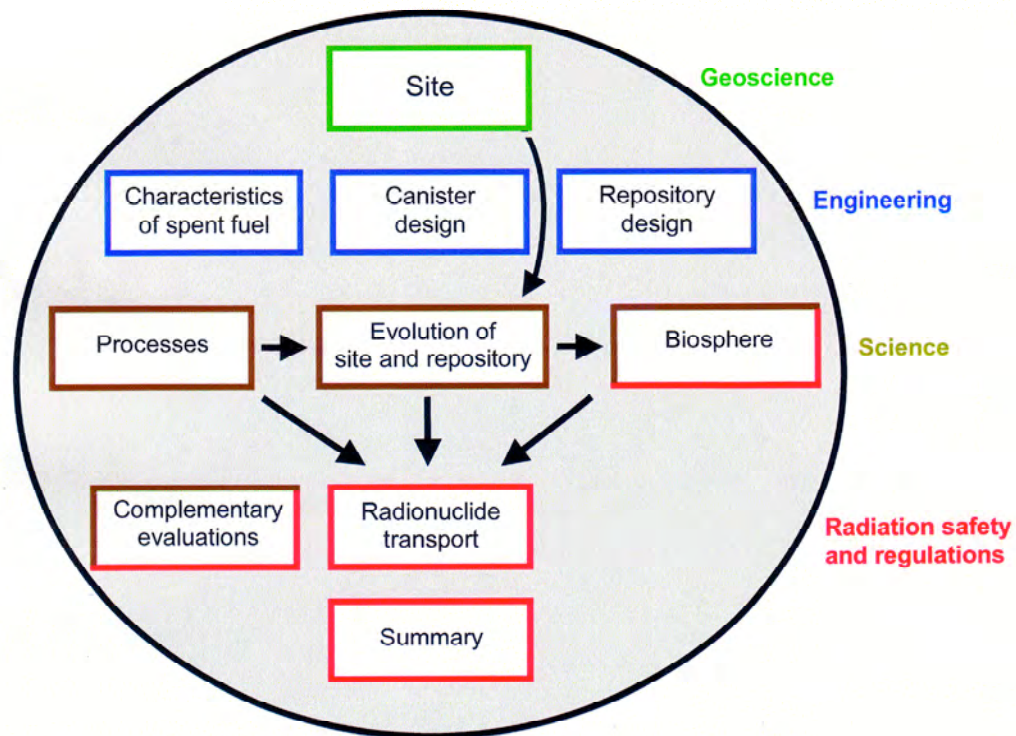 Site
Geoscience
Characteristics
of spent fuel
Canister
design
Repository
design
Engineering
Processes
Evolution of
site and repository
Biosphere
Science
Complementary
evaluations
Radionuclide
transport
Radiation safety
and regulations
Summary